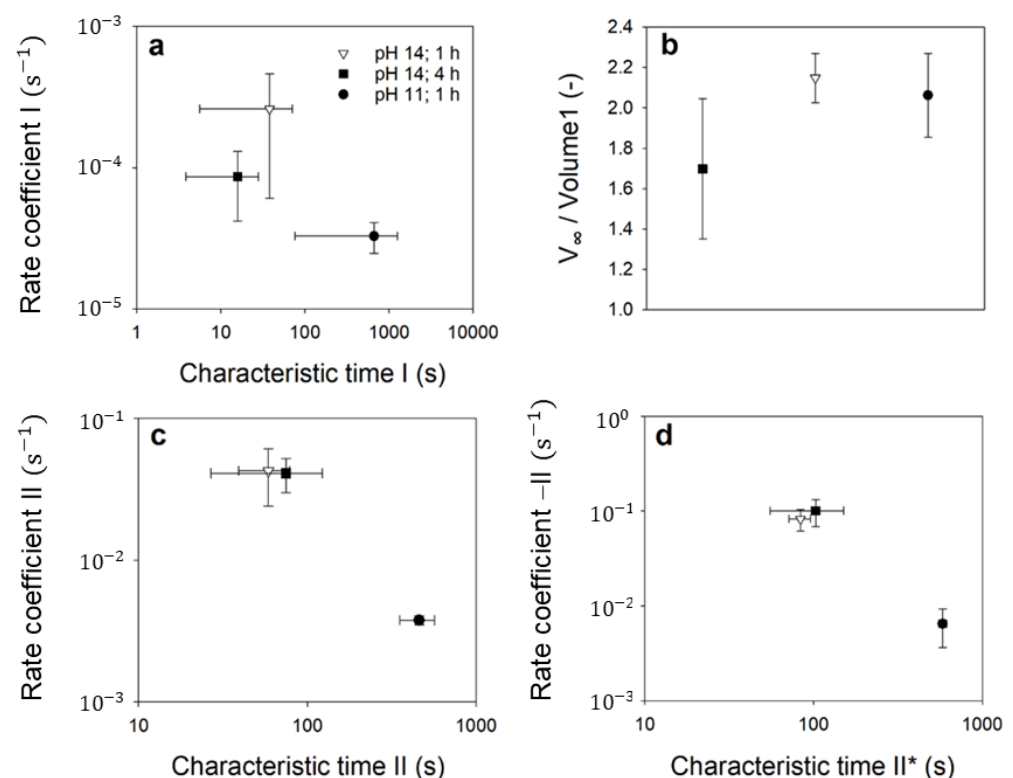 a
Rate coefficient I (s⁻¹)
10⁻³
10⁻⁴
10⁻⁵
pH 14; 1 h
pH 14; 4 h
pH 11; 1 h
1 10 100 1000 10000
Characteristic time I (s)
b
V∞ / Volume1 (-)
2.4
2.2
2.0
1.8
1.6
1.4
1.2
1.0
c
Rate coefficient II (s⁻¹)
10⁻¹
10⁻²
10⁻³
10 100 1000
Characteristic time II (s)
d
Rate coefficient −II (s⁻¹)
10⁰
10⁻¹
10⁻²
10⁻³
10 100 1000
Characteristic time II* (s)